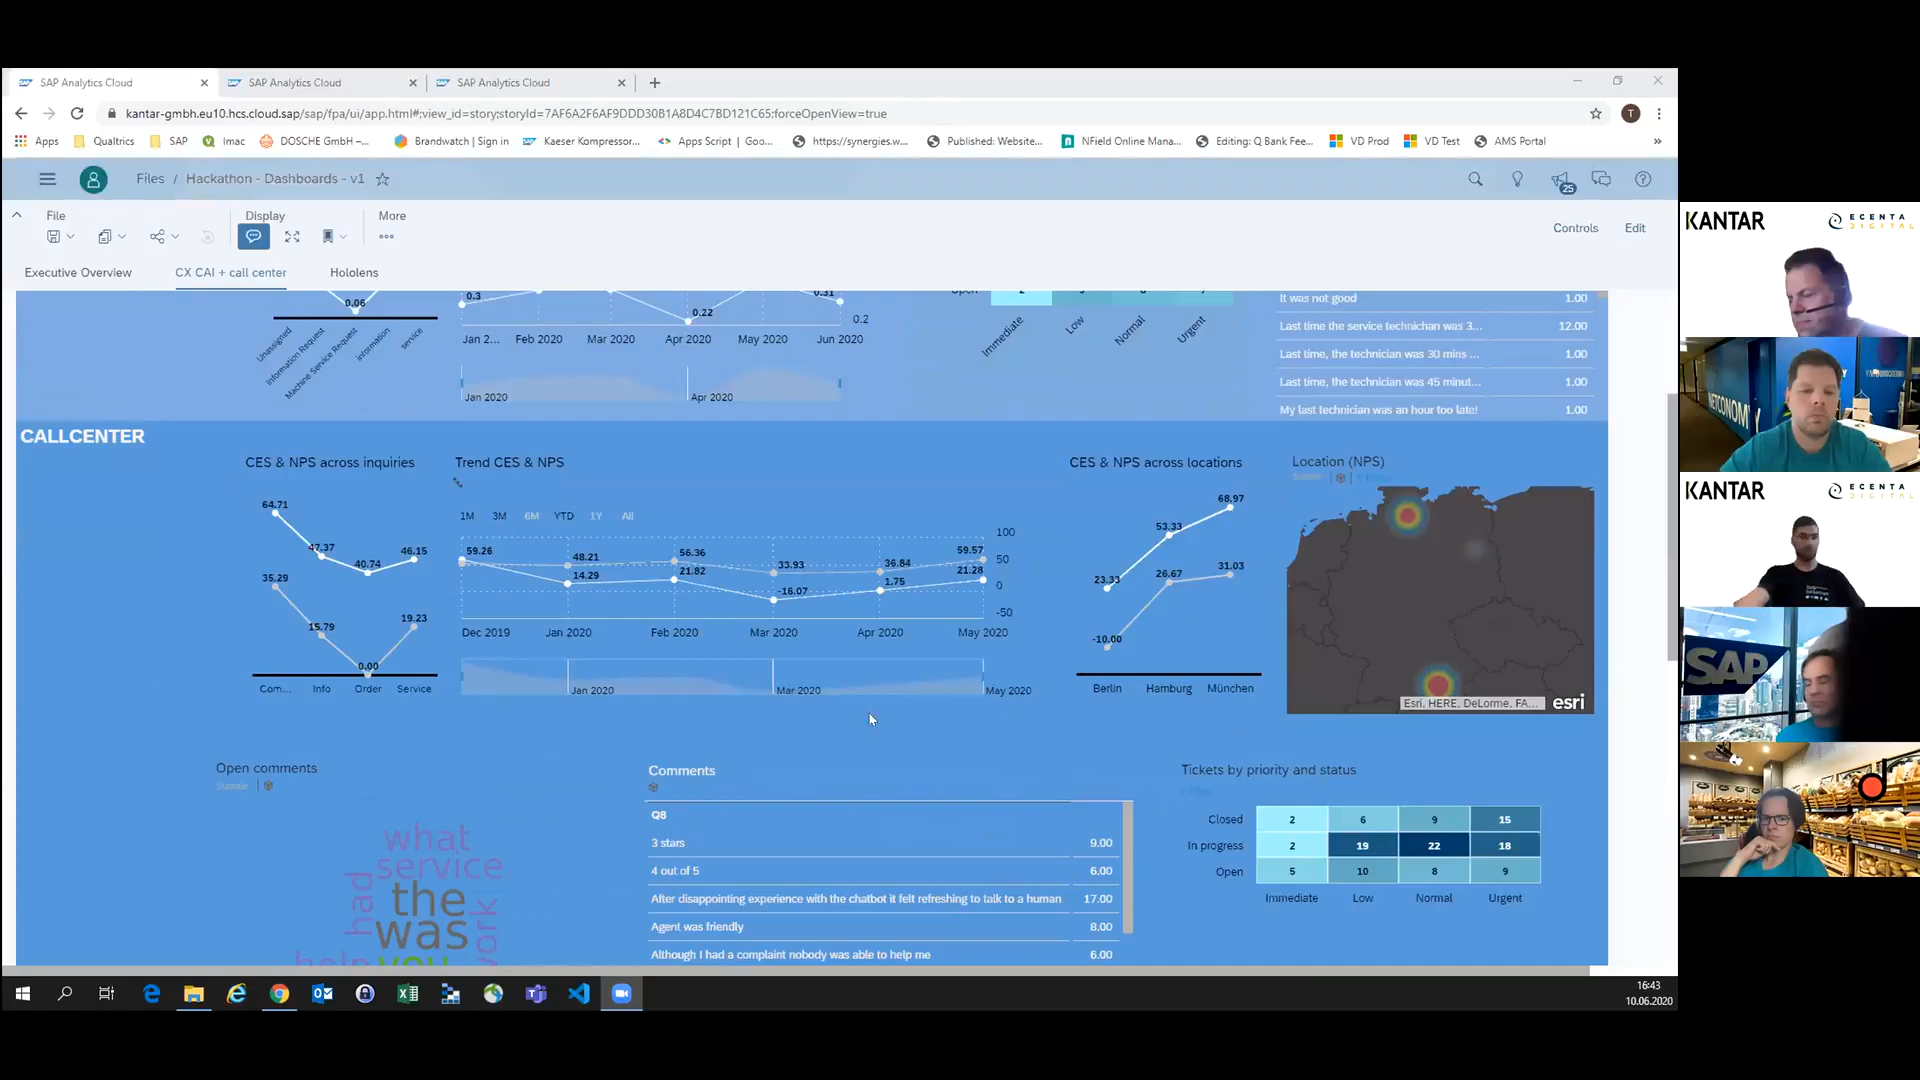 SAP Analytics Cloud
SAP Analytics Cloud
SAP Analytics Cloud
kantar-gmbh.eu10.hcs.cloud.sap/sap/fpa/ui/app.html#;view_id=story;storyId=7AF6A2F6AF9DDD30B1A8D4C7BD121C65;forceOpenView=true
T
Apps Qualtrics SAP Imac DOSCHE GmbH –... Brandwatch | Sign in Kaeser Kompressor... Apps Script | Goo... https://synergies.w... Published: Website... NField Online Mana... Editing: Q Bank Fee... VD Prod VD Test AMS Portal »
Files / Hackathon - Dashboards - v1
25
File Display More
Controls Edit
Executive Overview CX CAI + call center Hololens
0.06
Unassigned
Information Request
Machine Service Request
information
service
0.3
0.22
0.31
0.2
Jan 2... Feb 2020 Mar 2020 Apr 2020 May 2020 Jun 2020
Jan 2020 Apr 2020
Open
Immediate Low Normal Urgent
It was not good 1.00
Last time the service technichan was 3... 12.00
Last time, the technician was 30 mins ... 1.00
Last time, the technician was 45 minut... 1.00
My last technician was an hour too late! 1.00
CALLCENTER
CES & NPS across inquiries
64.71
47.37
40.74
46.15
35.29
15.79
0.00
19.23
Com... Info Order Service
Trend CES & NPS
1M 3M 6M YTD 1Y All
100
50
0
-50
59.26
48.21
56.36
33.93
36.84
59.57
14.29
21.82
-16.07
1.75
21.28
Dec 2019 Jan 2020 Feb 2020 Mar 2020 Apr 2020 May 2020
Jan 2020 Mar 2020 May 2020
CES & NPS across locations
68.97
53.33
23.33
26.67
31.03
-10.00
Berlin Hamburg München
Location (NPS)
Esri, HERE, DeLorme, FA...
esri
Open comments
what
service
had
the
was
work
help
you
Comments
Q8
3 stars 9.00
4 out of 5 6.00
After disappointing experience with the chatbot it felt refreshing to talk to a human 17.00
Agent was friendly 8.00
Although I had a complaint nobody was able to help me 6.00
Tickets by priority and status
Closed 2 6 9 15
In progress 2 19 22 18
Open 5 10 8 9
Immediate Low Normal Urgent
16:43
10.06.2020
KANTAR
ECENTA
DIGITAL
NETCONOMY
KANTAR
ECENTA
DIGITAL
SAP